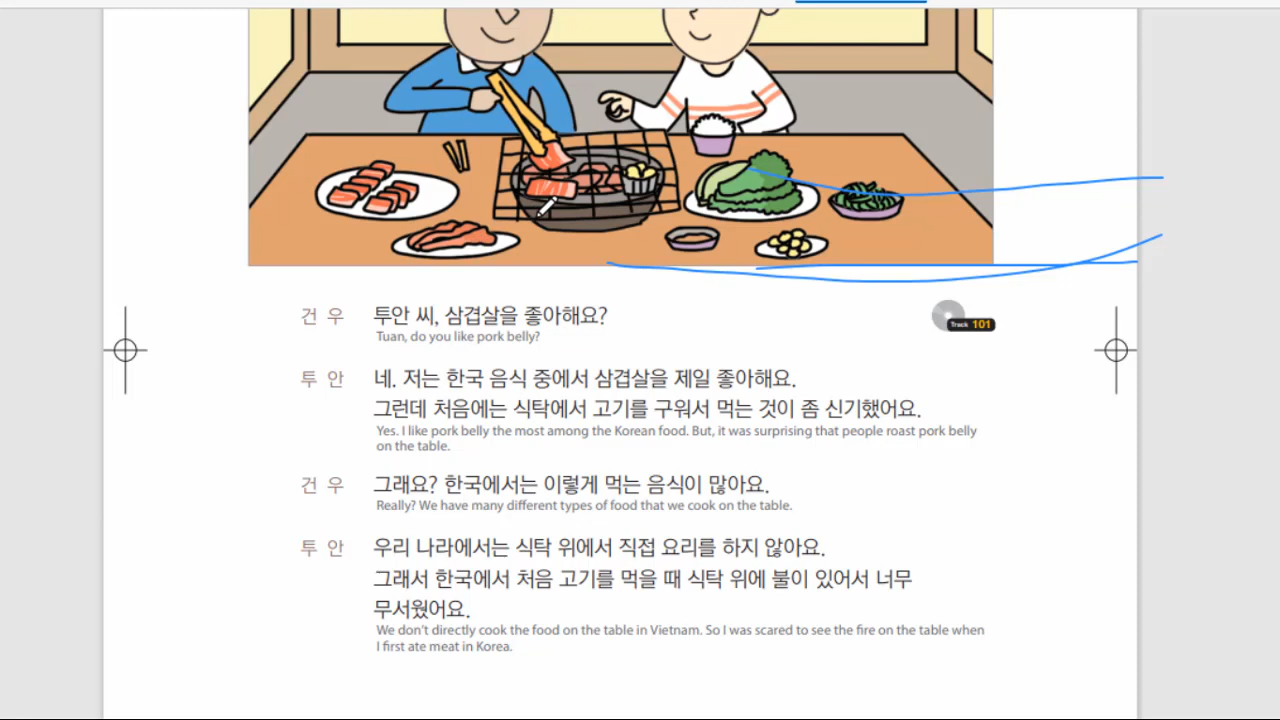 건우 투안 씨, 삼겹살을 좋아해요?
Tuan, do you like pork belly?
Track 101
투안 네. 저는 한국 음식 중에서 삼겹살을 제일 좋아해요.
그런데 처음에는 식탁에서 고기를 구워서 먹는 것이 좀 신기했어요.
Yes. I like pork belly the most among the Korean food. But, it was surprising that people roast pork belly
on the table.
건우 그래요? 한국에서는 이렇게 먹는 음식이 많아요.
Really? We have many different types of food that we cook on the table.
투안 우리 나라에서는 식탁 위에서 직접 요리를 하지 않아요.
그래서 한국에서 처음 고기를 먹을 때 식탁 위에 불이 있어서 너무
무서웠어요.
We don't directly cook the food on the table in Vietnam. So I was scared to see the fire on the table when
I first ate meat in Korea.